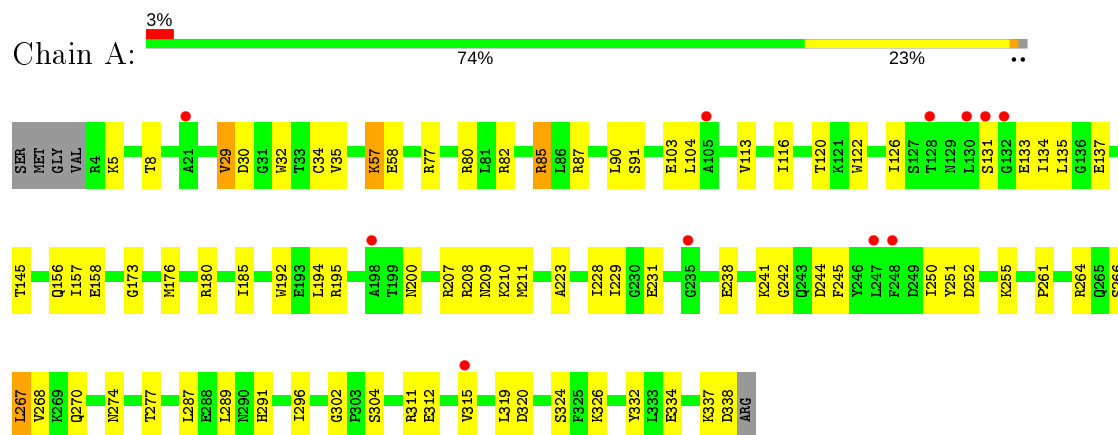 3%
Chain A:
74% 23%
SER MET GLY VAL R4 K5 T8 A21 V29 D30 G31 W32 T33 C34 V35 K57 E58 R77 R80 L81 R82 R85 L86 R87 L90 S91 E103 L104 A105 V113 I116 T120 K121 W122 I126 S127 T128 N129 L130 S131 G132 E133 I134 L135 G136 E137
T145 Q156 I157 E158 G173 M176 R180 I185 W192 E193 L194 R195 A198 T199 N200 R207 R208 N209 K210 M211 A223 I228 I229 G230 E231 G235 E238 K241 G242 Q243 D244 F245 Y246 L247 F248 D249 I250 Y251 D252 K255 P261 R264 Q265 S266
L267 V268 K269 Q270 N274 T277 L287 E288 L289 N290 H291 I296 G302 P303 S304 R311 E312 V315 L319 D320 S324 F325 K326 Y332 L333 E334 K337 D338 ARG